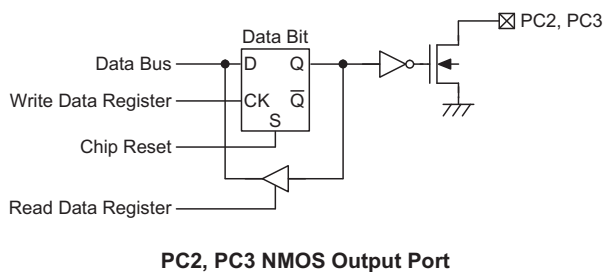 PC2, PC3
Data Bit
Data Bus
D Q
Write Data Register
CK Q
S
Chip Reset
Read Data Register
PC2, PC3 NMOS Output Port